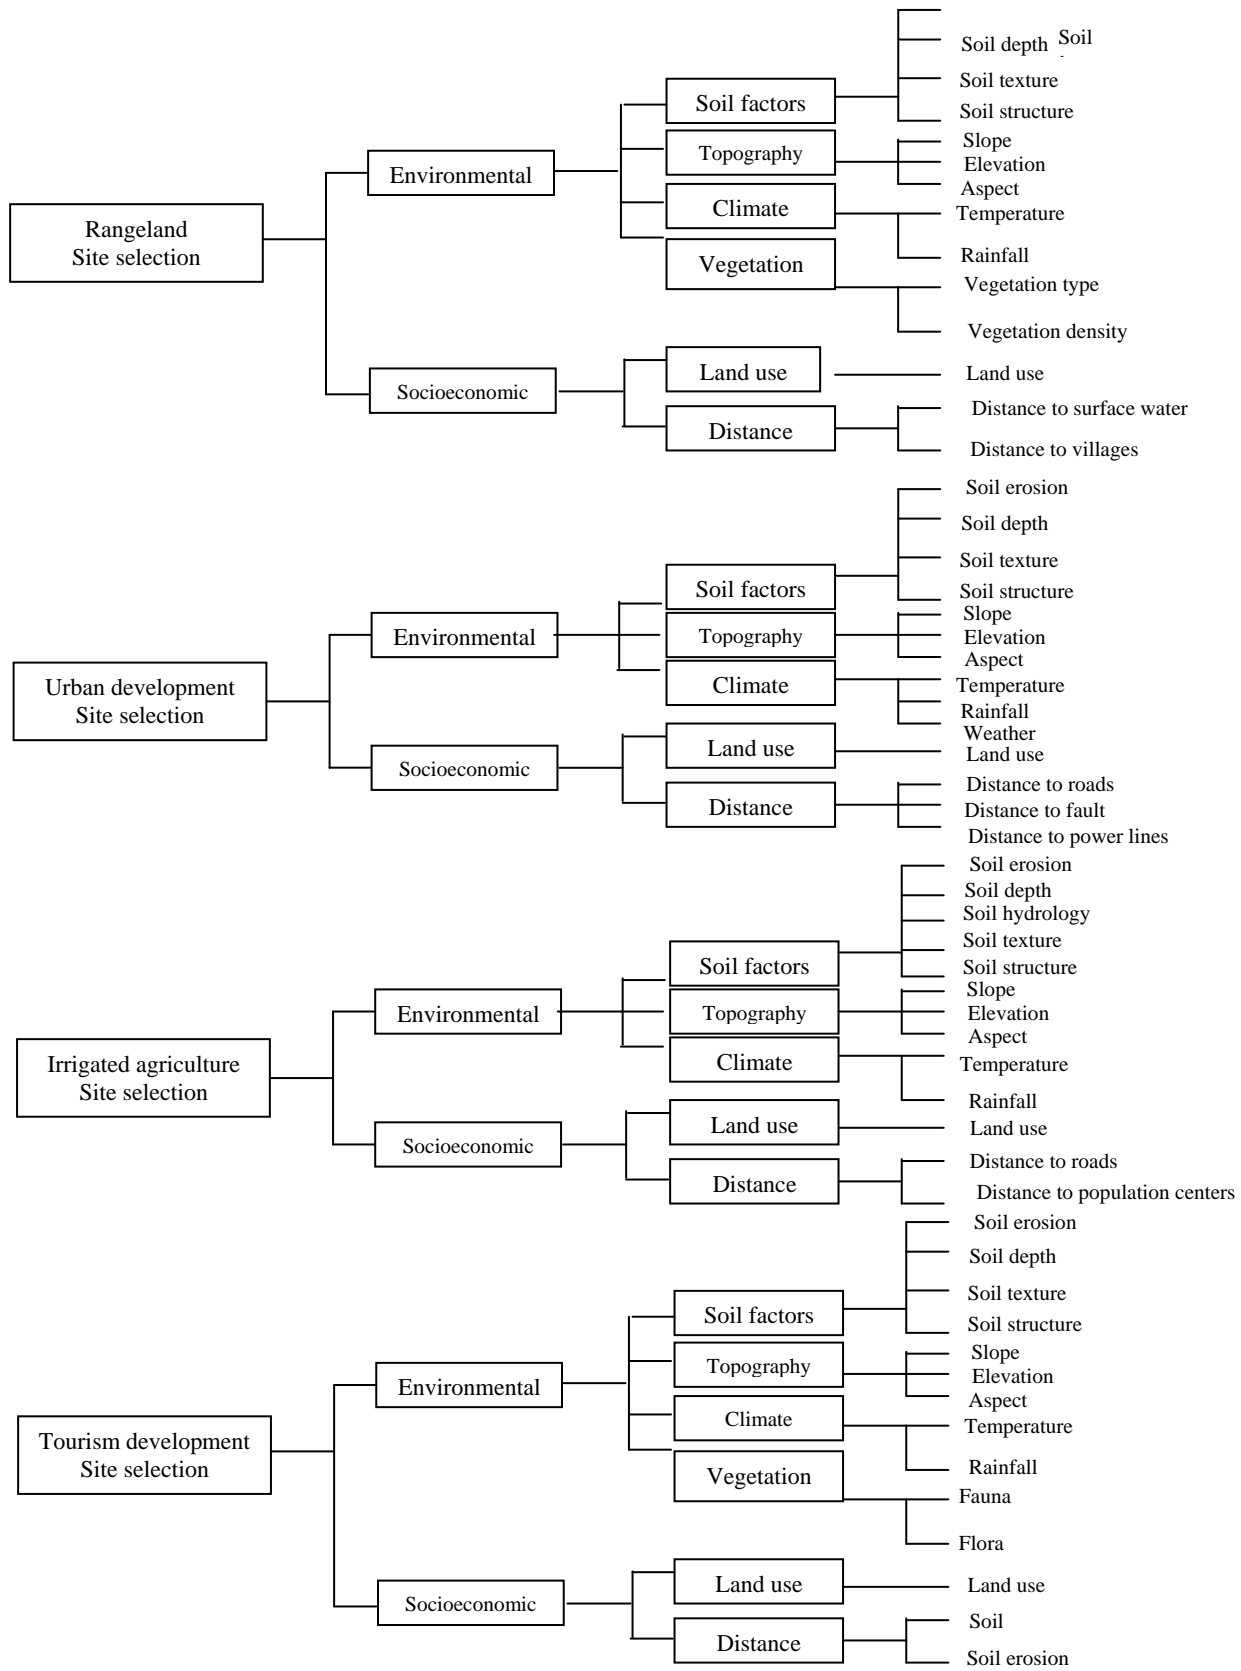 Soil depth Soil
Soil texture
Soil factors
Soil structure
Slope
Topography
Elevation
Environmental
Aspect
Climate
Temperature
Rangeland
Site selection
Vegetation
Rainfall
Vegetation type
Vegetation density
Land use
Land use
Socioeconomic
Distance to surface water
Distance
Distance to villages
Soil erosion
Soil depth
Soil texture
Soil factors
Soil structure
Slope
Environmental
Topography
Elevation
Aspect
Urban development
Site selection
Climate
Temperature
Rainfall
Weather
Land use
Land use
Socioeconomic
Distance to roads
Distance
Distance to fault
Distance to power lines
Soil erosion
Soil depth
Soil hydrology
Soil texture
Soil factors
Soil structure
Slope
Environmental
Topography
Elevation
Aspect
Irrigated agriculture
Site selection
Climate
Temperature
Rainfall
Land use
Land use
Socioeconomic
Distance to roads
Distance
Distance to population centers
Soil erosion
Soil depth
Soil texture
Soil factors
Soil structure
Slope
Topography
Elevation
Environmental
Aspect
Climate
Temperature
Tourism development
Site selection
Rainfall
Vegetation
Fauna
Flora
Land use
Land use
Socioeconomic
Soil
Distance
Soil erosion